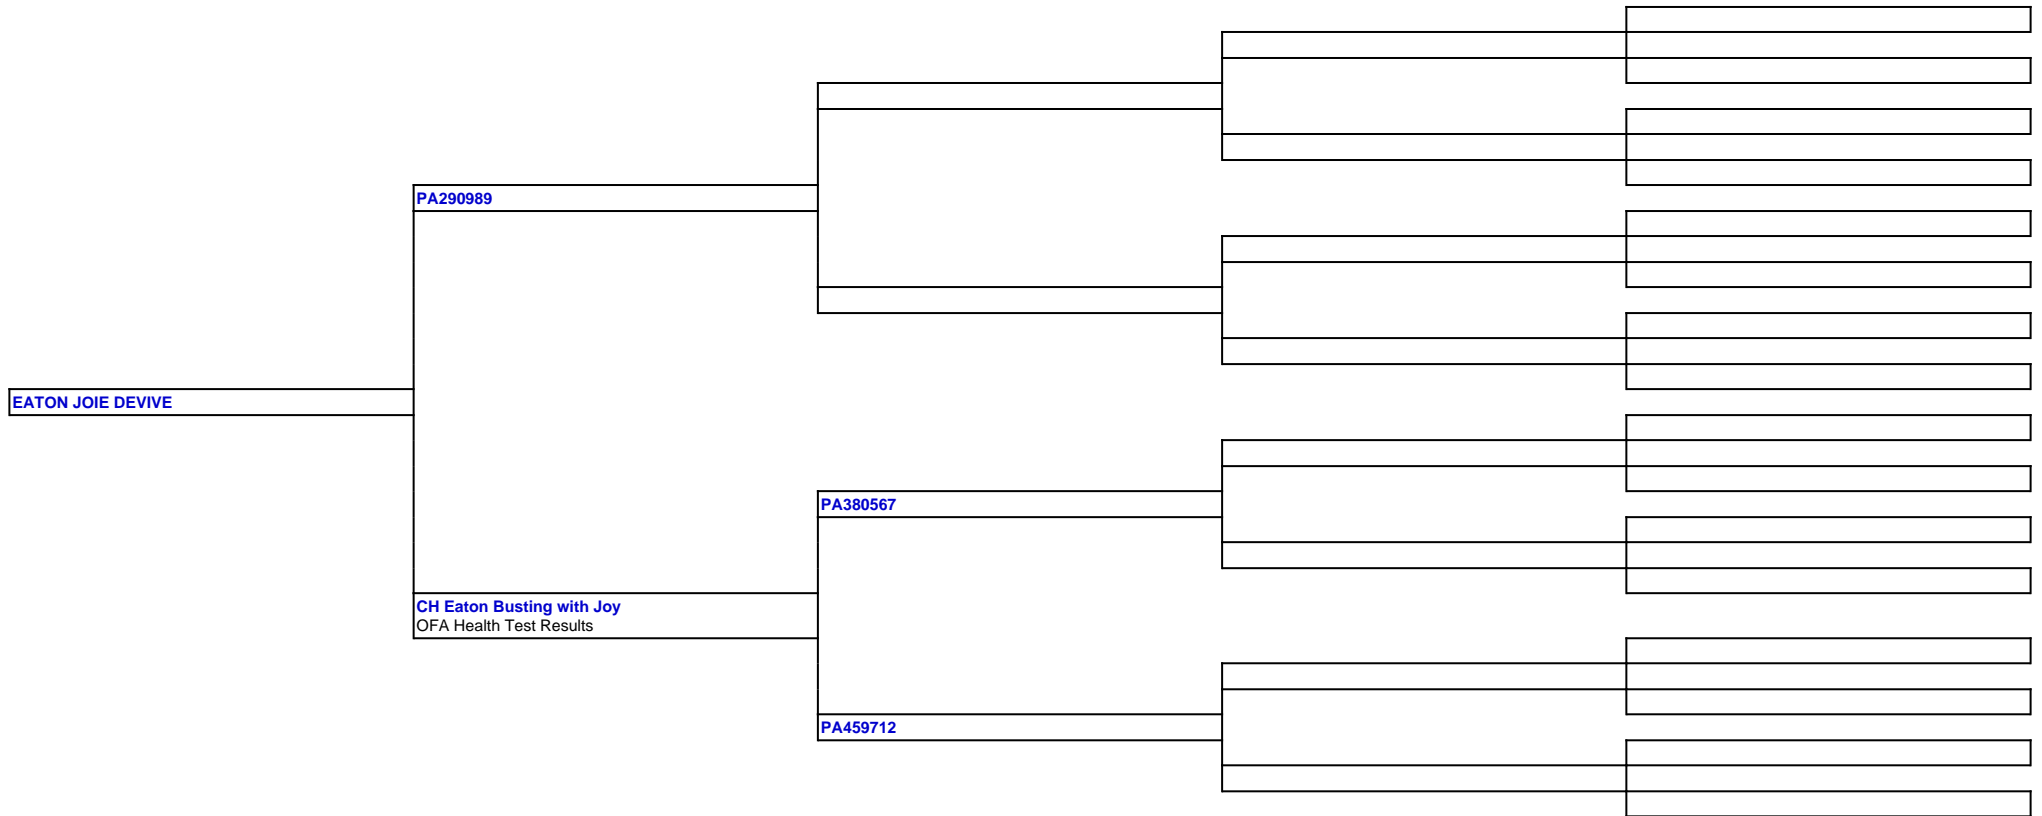 PA290989
EATON JOIE DEVIVE
PA380567
CH Eaton Busting with Joy
OFA Health Test Results
PA459712